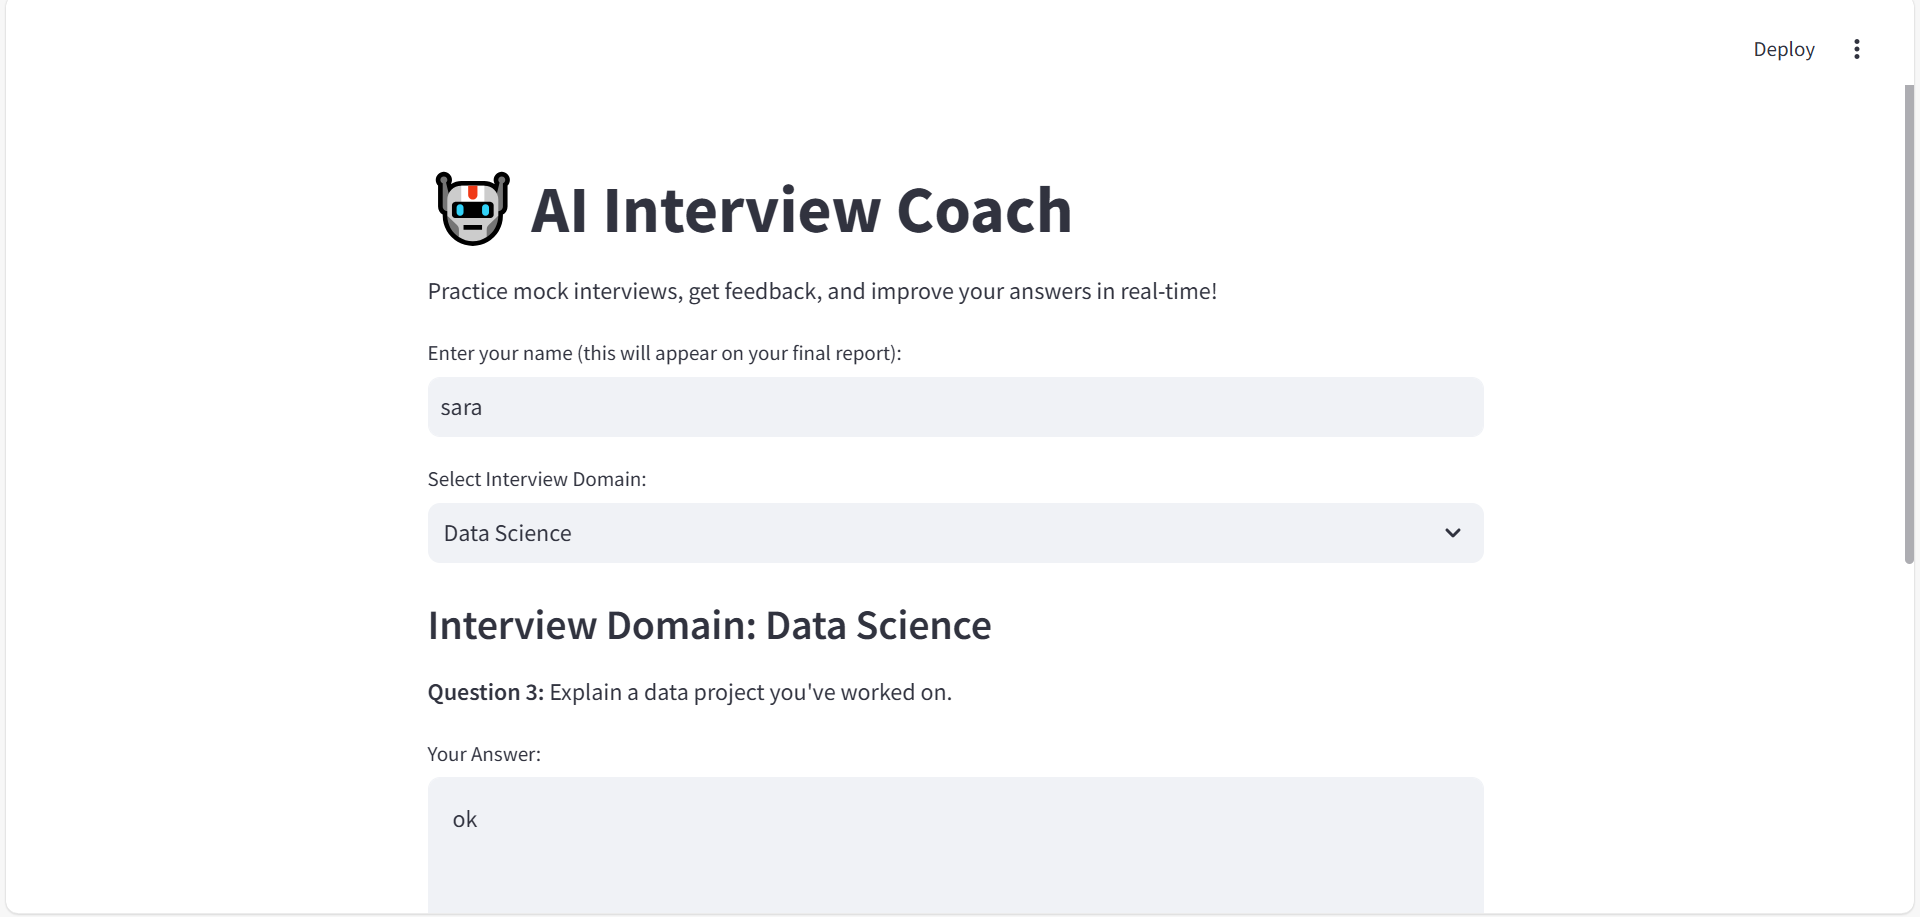 Deploy
AI Interview Coach
Practice mock interviews, get feedback, and improve your answers in real-time!
Enter your name (this will appear on your final report):
sara
Select Interview Domain:
Data Science
Interview Domain: Data Science
Question 3: Explain a data project you've worked on.
Your Answer:
ok